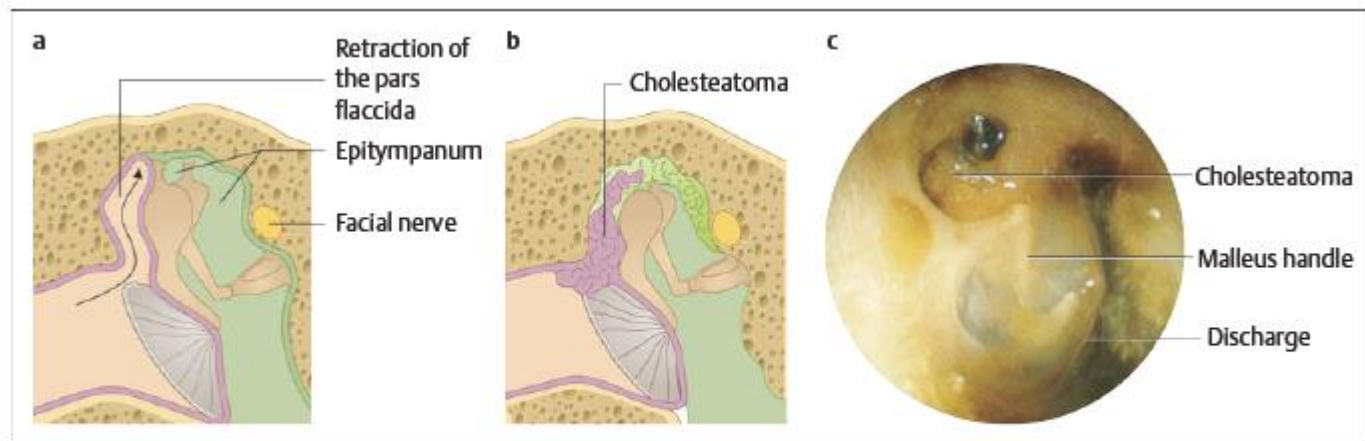 a
Retraction of
the pars
flaccida
Epitympanum
Facial nerve
b
Cholesteatoma
c
Cholesteatoma
Malleus handle
Discharge